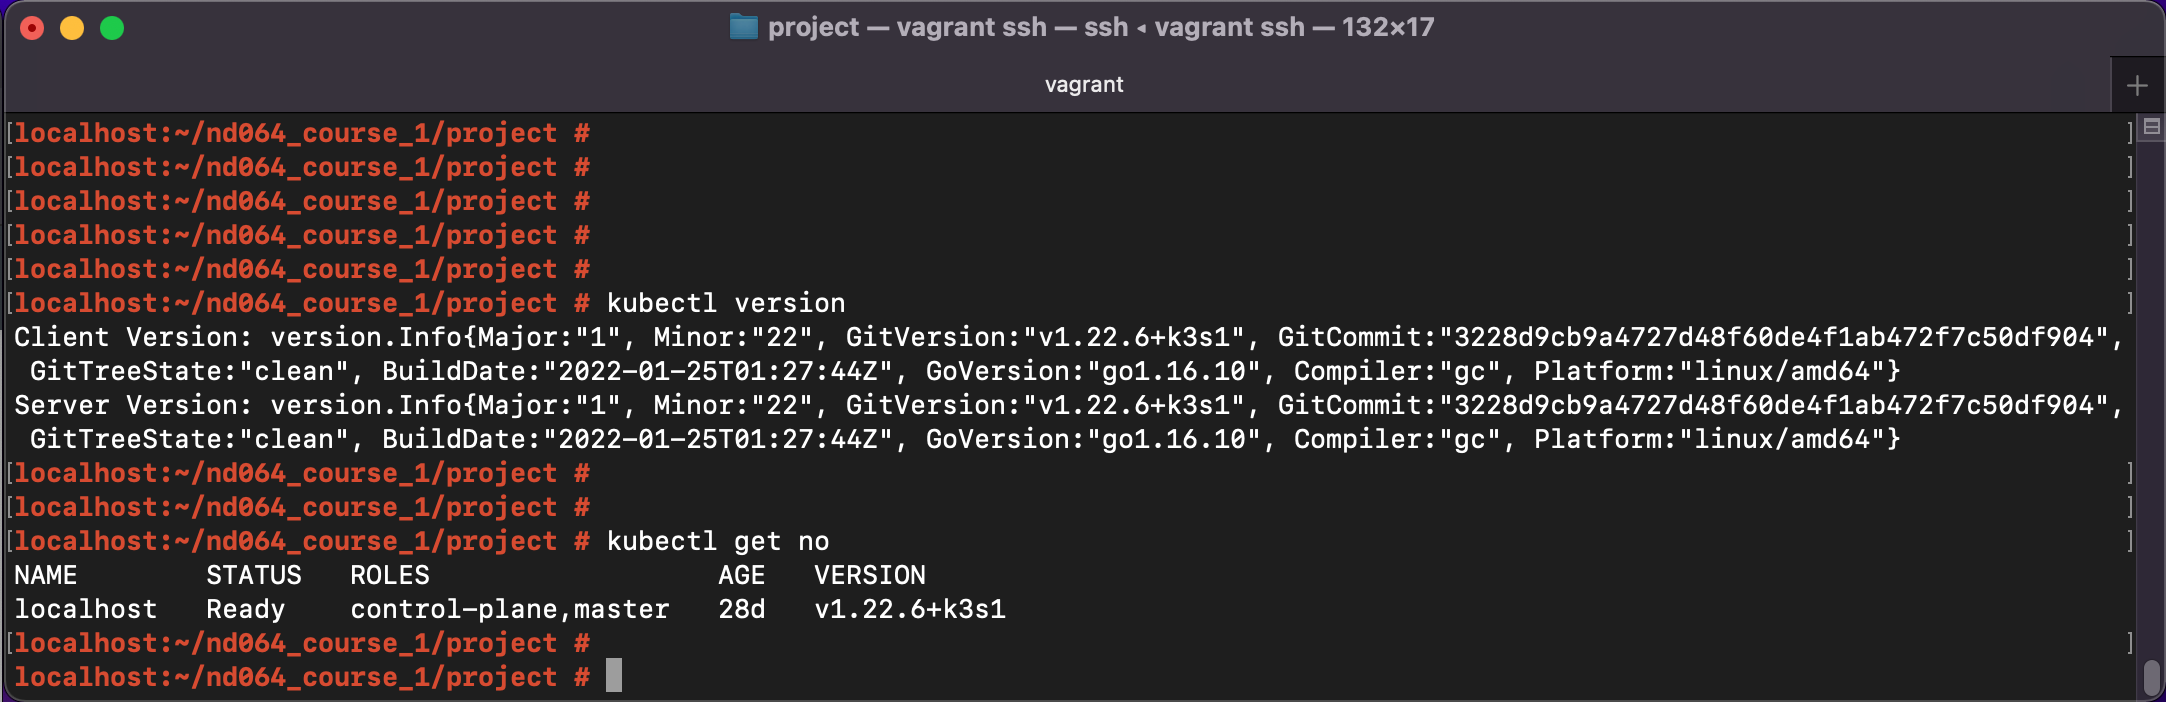 project — vagrant ssh — ssh ◂ vagrant ssh — 132×17
vagrant
[localhost:~/nd064_course_1/project # ]
[localhost:~/nd064_course_1/project # ]
[localhost:~/nd064_course_1/project # ]
[localhost:~/nd064_course_1/project # ]
[localhost:~/nd064_course_1/project # ]
[localhost:~/nd064_course_1/project # kubectl version ]
Client Version: version.Info{Major:"1", Minor:"22", GitVersion:"v1.22.6+k3s1", GitCommit:"3228d9cb9a4727d48f60de4f1ab472f7c50df904",
 GitTreeState:"clean", BuildDate:"2022-01-25T01:27:44Z", GoVersion:"go1.16.10", Compiler:"gc", Platform:"linux/amd64"}
Server Version: version.Info{Major:"1", Minor:"22", GitVersion:"v1.22.6+k3s1", GitCommit:"3228d9cb9a4727d48f60de4f1ab472f7c50df904",
 GitTreeState:"clean", BuildDate:"2022-01-25T01:27:44Z", GoVersion:"go1.16.10", Compiler:"gc", Platform:"linux/amd64"}
[localhost:~/nd064_course_1/project # ]
[localhost:~/nd064_course_1/project # ]
[localhost:~/nd064_course_1/project # kubectl get no ]
NAME        STATUS   ROLES                  AGE   VERSION
localhost   Ready    control-plane,master   28d   v1.22.6+k3s1
[localhost:~/nd064_course_1/project # ]
localhost:~/nd064_course_1/project #